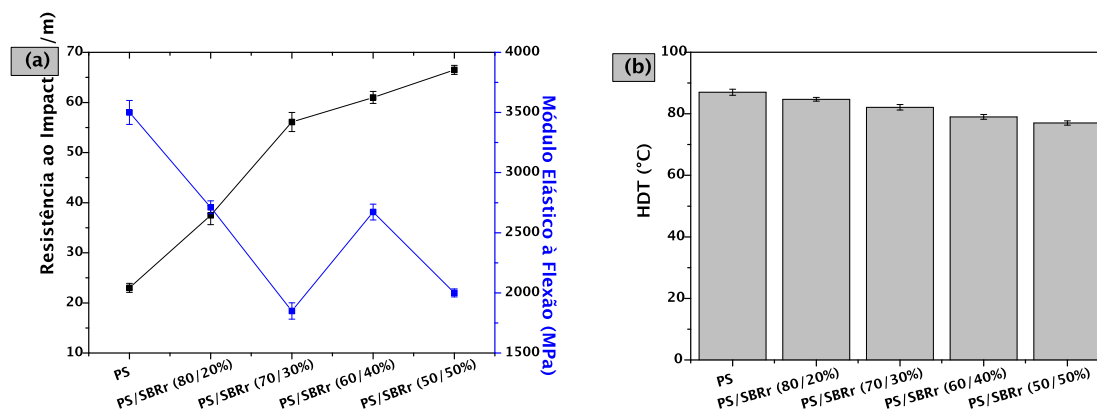 (a)
Resistência ao Impact /m)
70
60
50
40
30
20
10
4000
3500
3000
2500
2000
1500
Módulo Elástico à Flexão (MPa)
PS
PS/SBRr (80/20%)
PS/SBRr (70/30%)
PS/SBRr (60/40%)
PS/SBRr (50/50%)
(b)
HDT (°C)
100
80
60
40
20
0
PS
PS/SBRr (80/20%)
PS/SBRr (70/30%)
PS/SBRr (60/40%)
PS/SBRr (50/50%)